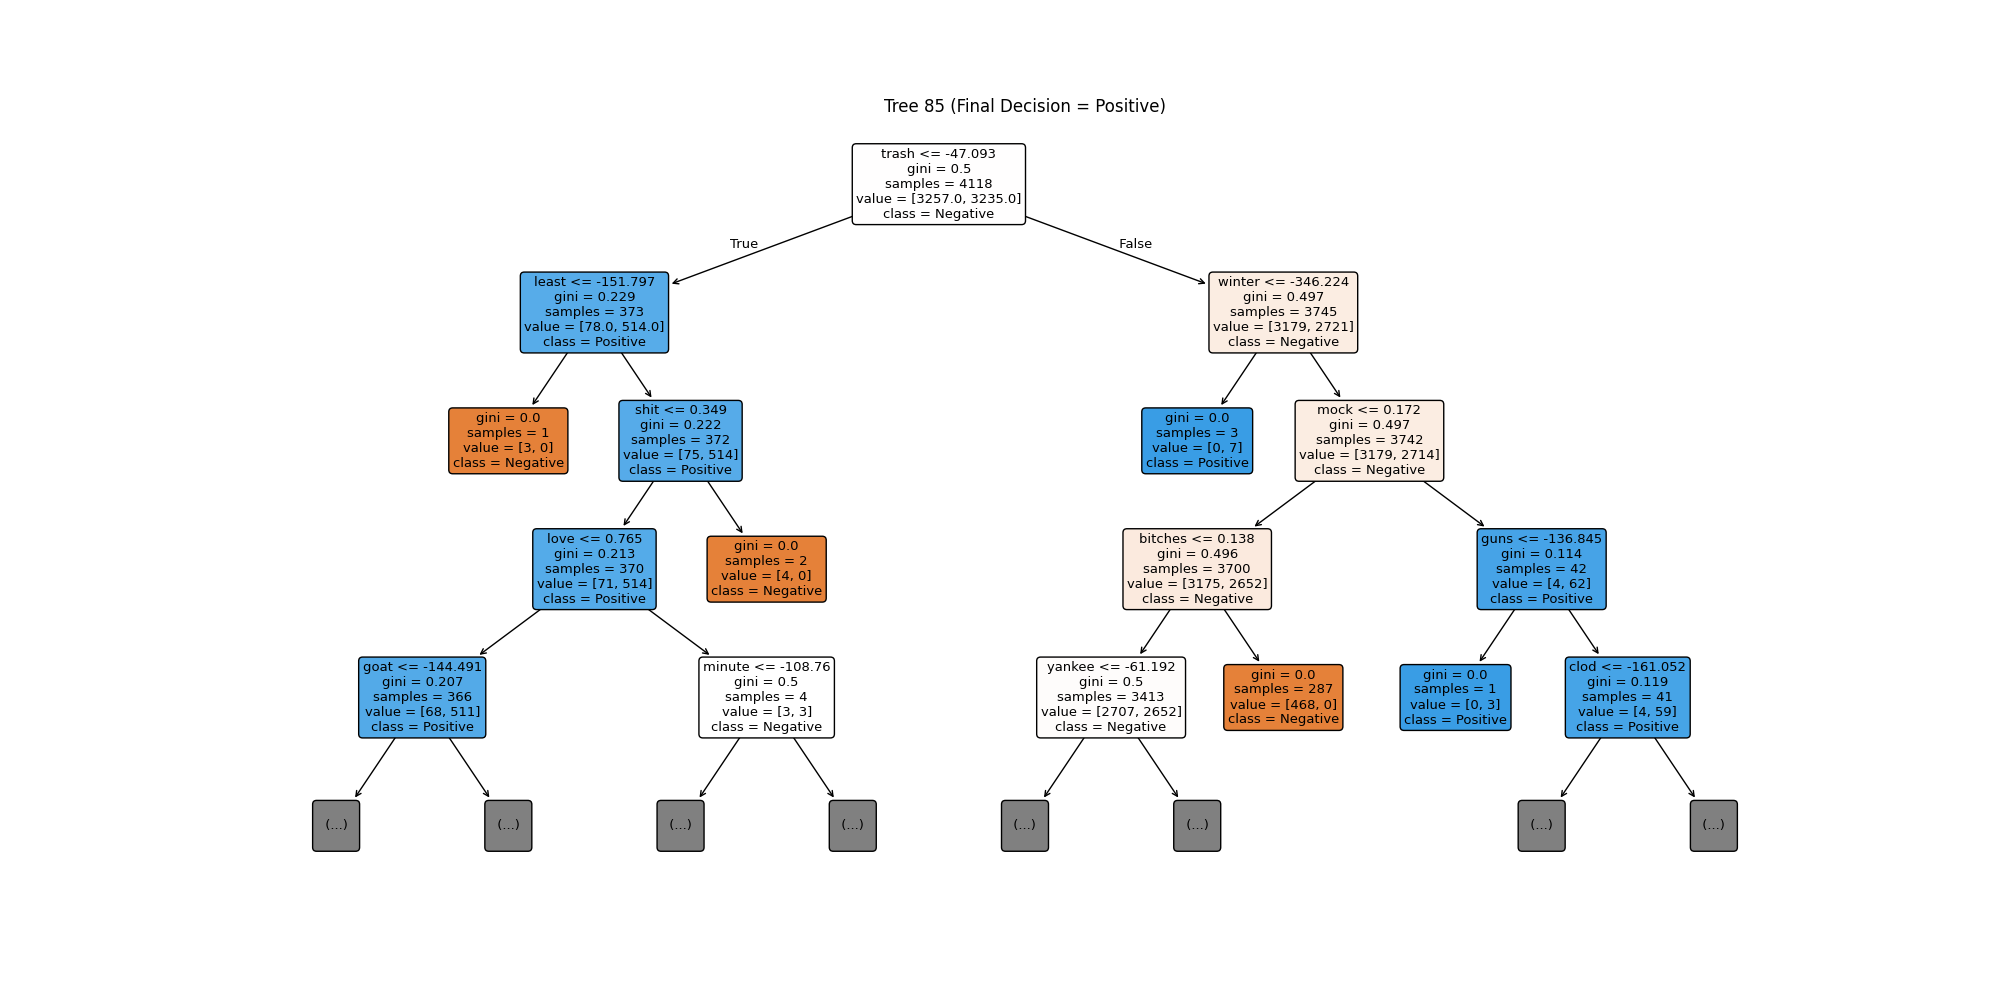 Tree 85 (Final Decision = Positive)
trash <= -47.093
gini = 0.5
samples = 4118
value = [3257.0, 3235.0]
class = Negative
True
False
least <= -151.797
gini = 0.229
samples = 373
value = [78.0, 514.0]
class = Positive
winter <= -346.224
gini = 0.497
samples = 3745
value = [3179, 2721]
class = Negative
gini = 0.0
samples = 1
value = [3, 0]
class = Negative
shit <= 0.349
gini = 0.222
samples = 372
value = [75, 514]
class = Positive
gini = 0.0
samples = 3
value = [0, 7]
class = Positive
mock <= 0.172
gini = 0.497
samples = 3742
value = [3179, 2714]
class = Negative
love <= 0.765
gini = 0.213
samples = 370
value = [71, 514]
class = Positive
gini = 0.0
samples = 2
value = [4, 0]
class = Negative
bitches <= 0.138
gini = 0.496
samples = 3700
value = [3175, 2652]
class = Negative
guns <= -136.845
gini = 0.114
samples = 42
value = [4, 62]
class = Positive
goat <= -144.491
gini = 0.207
samples = 366
value = [68, 511]
class = Positive
minute <= -108.76
gini = 0.5
samples = 4
value = [3, 3]
class = Negative
yankee <= -61.192
gini = 0.5
samples = 3413
value = [2707, 2652]
class = Negative
gini = 0.0
samples = 287
value = [468, 0]
class = Negative
gini = 0.0
samples = 1
value = [0, 3]
class = Positive
clod <= -161.052
gini = 0.119
samples = 41
value = [4, 59]
class = Positive
(...)
(...)
(...)
(...)
(...)
(...)
(...)
(...)